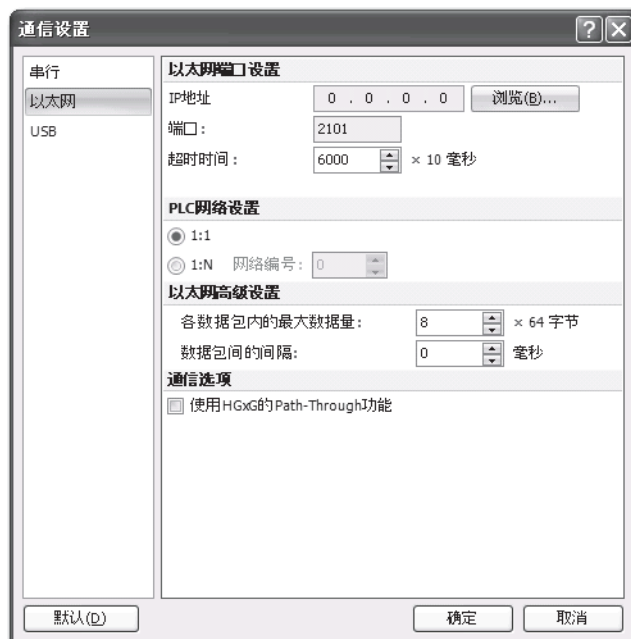 通信设置
串行
以太网
USB
以太网端口设置
IP地址 0 . 0 . 0 . 0 浏览(B)...
端口: 2101
超时时间: 6000 × 10 毫秒
PLC网络设置
1:1
1:N 网络编号: 0
以太网高级设置
各数据包内的最大数据量: 8 × 64 字节
数据包间的间隔: 0 毫秒
通信选项
使用HGxG的Path-Through功能
默认(D) 确定 取消